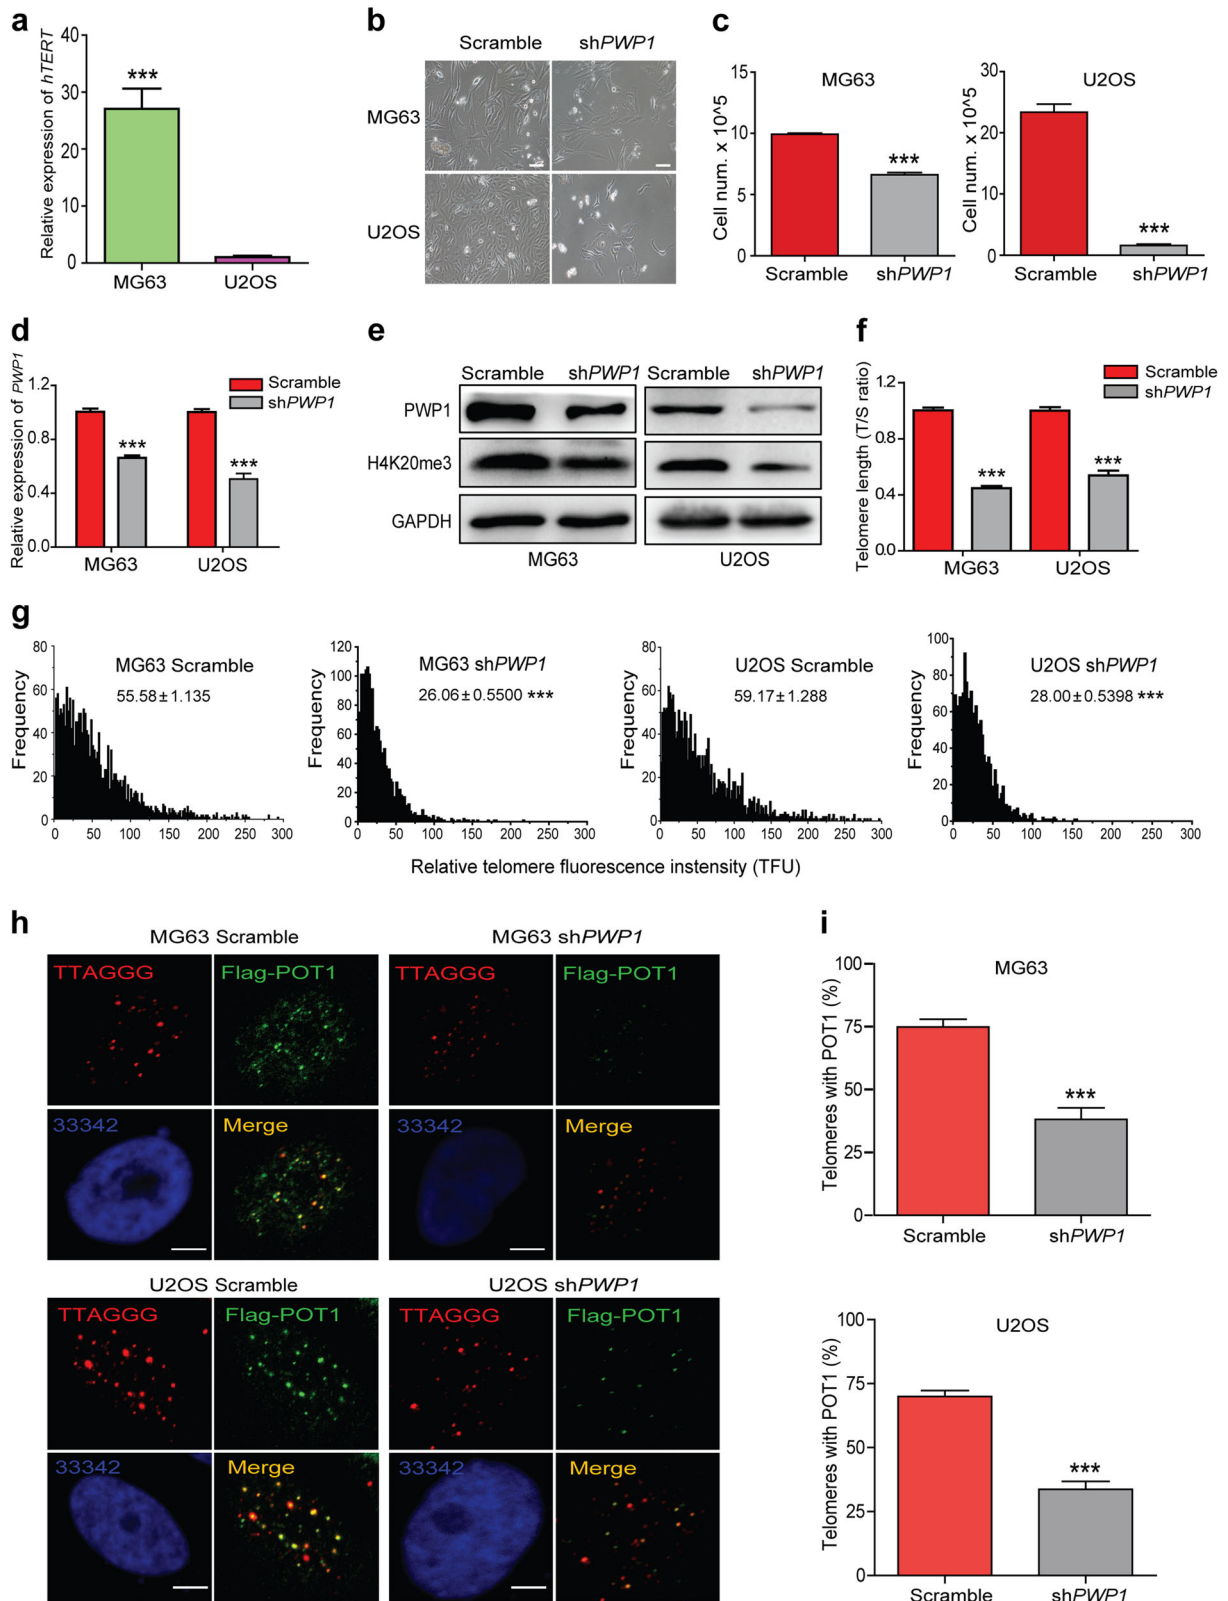 a
Relative expression of hTERT
40
30
20
10
0
***
MG63
U2OS
b
Scramble
shPWP1
MG63
U2OS
c
Cell num. x 10^5
15
10
5
0
MG63
***
Scramble
shPWP1
Cell num. x 10^5
30
20
10
0
U2OS
***
Scramble
shPWP1
d
Relative expression of PWP1
1.2
0.8
0.4
0.0
Scramble
shPWP1
***
***
MG63
U2OS
e
Scramble
shPWP1
Scramble
shPWP1
PWP1
H4K20me3
GAPDH
MG63
U2OS
f
Telomere length (T/S ratio)
1.2
0.8
0.4
0.0
Scramble
shPWP1
***
***
MG63
U2OS
g
Frequency
80
60
40
20
0
MG63 Scramble
55.58±1.135
0 50 100 150 200 250 300
Frequency
120
100
80
60
40
20
0
MG63 shPWP1
26.06±0.5500 ***
0 50 100 150 200 250 300
Frequency
80
60
40
20
0
U2OS Scramble
59.17±1.288
0 50 100 150 200 250 300
Frequency
100
80
60
40
20
0
U2OS shPWP1
28.00±0.5398 ***
0 50 100 150 200 250 300
Relative telomere fluorescence instensity (TFU)
h
MG63 Scramble
MG63 shPWP1
TTAGGG
Flag-POT1
TTAGGG
Flag-POT1
33342
Merge
33342
Merge
U2OS Scramble
U2OS shPWP1
TTAGGG
Flag-POT1
TTAGGG
Flag-POT1
33342
Merge
33342
Merge
i
Telomeres with POT1 (%)
100
75
50
25
0
MG63
***
Scramble
shPWP1
Telomeres with POT1 (%)
100
75
50
25
0
U2OS
***
Scramble
shPWP1